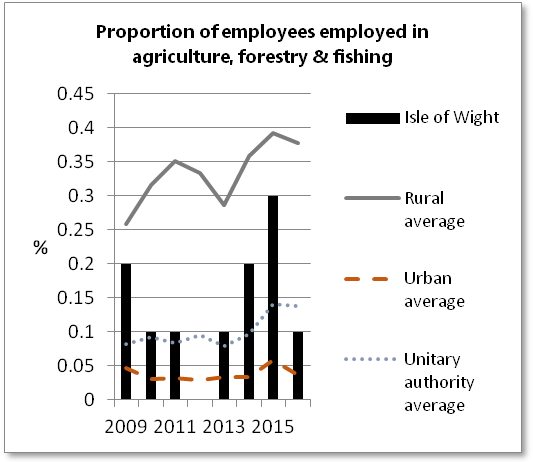 Proportion of employees employed in
agriculture, forestry & fishing
0.45
0.4
0.35
0.3
0.25
0.2
0.15
0.1
0.05
0
%
2009 2011 2013 2015
Isle of Wight
Rural
average
Urban
average
Unitary
authority
average